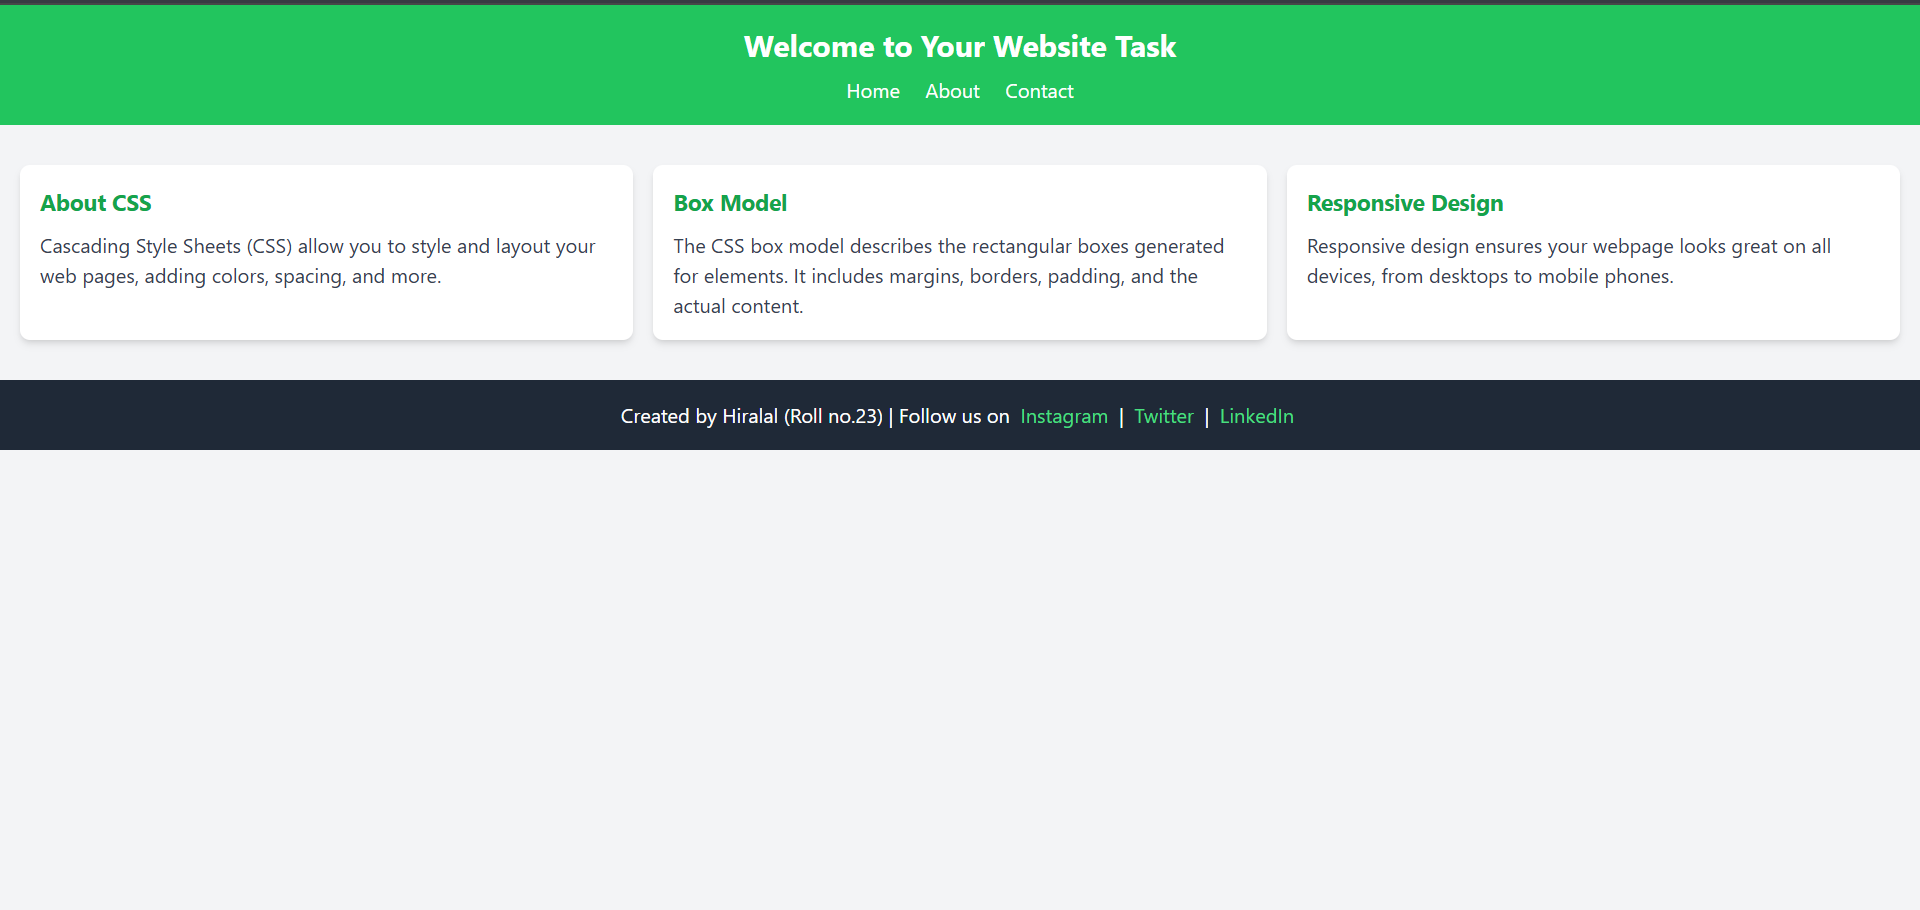 Welcome to Your Website Task
Home About Contact
About CSS
Cascading Style Sheets (CSS) allow you to style and layout your
web pages, adding colors, spacing, and more.
Box Model
The CSS box model describes the rectangular boxes generated
for elements. It includes margins, borders, padding, and the
actual content.
Responsive Design
Responsive design ensures your webpage looks great on all
devices, from desktops to mobile phones.
Created by Hiralal (Roll no.23) | Follow us on Instagram | Twitter | LinkedIn